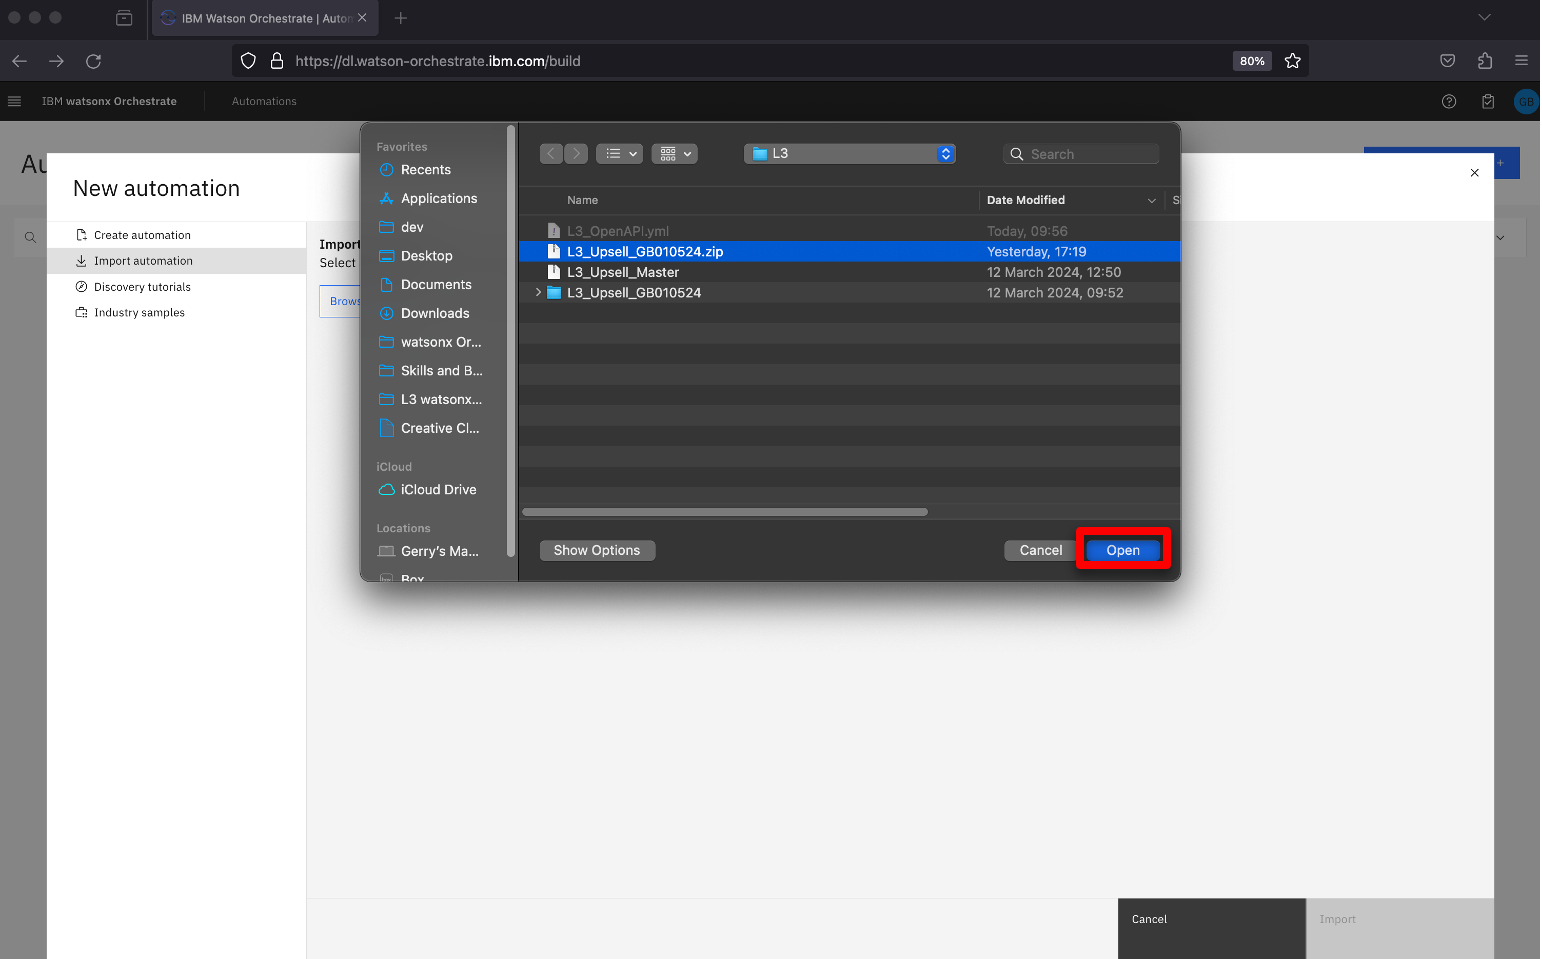 IBM Watson Orchestrate | Auton
https://dl.watson-orchestrate.ibm.com/build
80%
IBM watsonx Orchestrate
Automations
GB
Au
New automation
Create automation
Import automation
Discovery tutorials
Industry samples
Import
Select
Brows
Favorites
Recents
Applications
dev
Desktop
Documents
Downloads
watsonx Or...
Skills and B...
L3 watsonx...
Creative Cl...
iCloud
iCloud Drive
Locations
Gerry's Ma...
Box
L3
Search
Name Date Modified S
L3_OpenAPI.yml Today, 09:56
L3_Upsell_GB010524.zip Yesterday, 17:19
L3_Upsell_Master 12 March 2024, 12:50
L3_Upsell_GB010524 12 March 2024, 09:52
Show Options
Cancel
Open
Cancel
Import